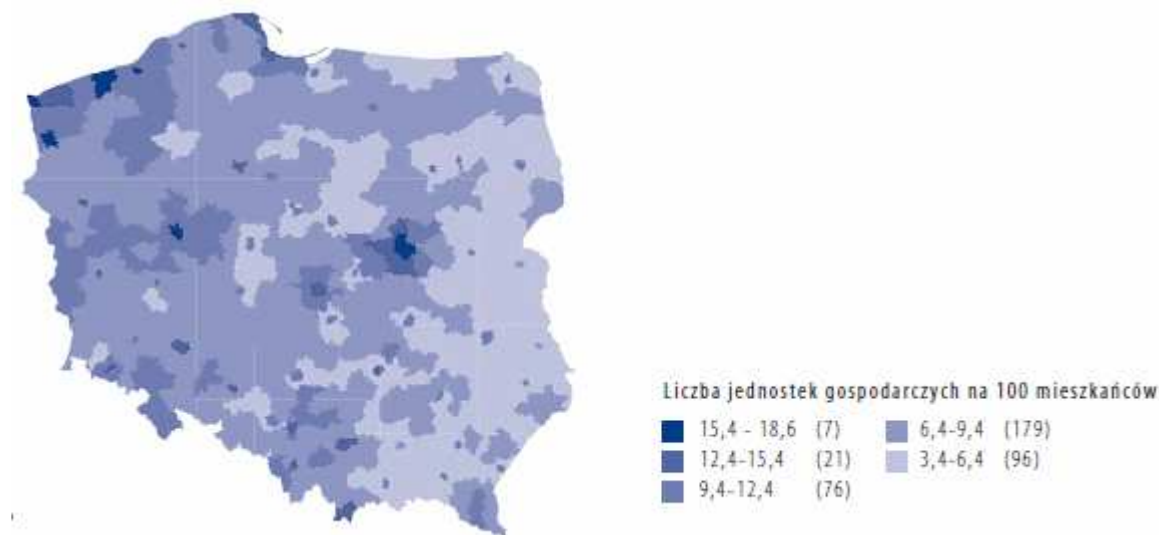 Liczba jednostek gospodarczych na 100 mieszkańców
15,4 - 18,6 (7)
12,4-15,4 (21)
9,4-12,4 (76)
6,4-9,4 (179)
3,4-6,4 (96)